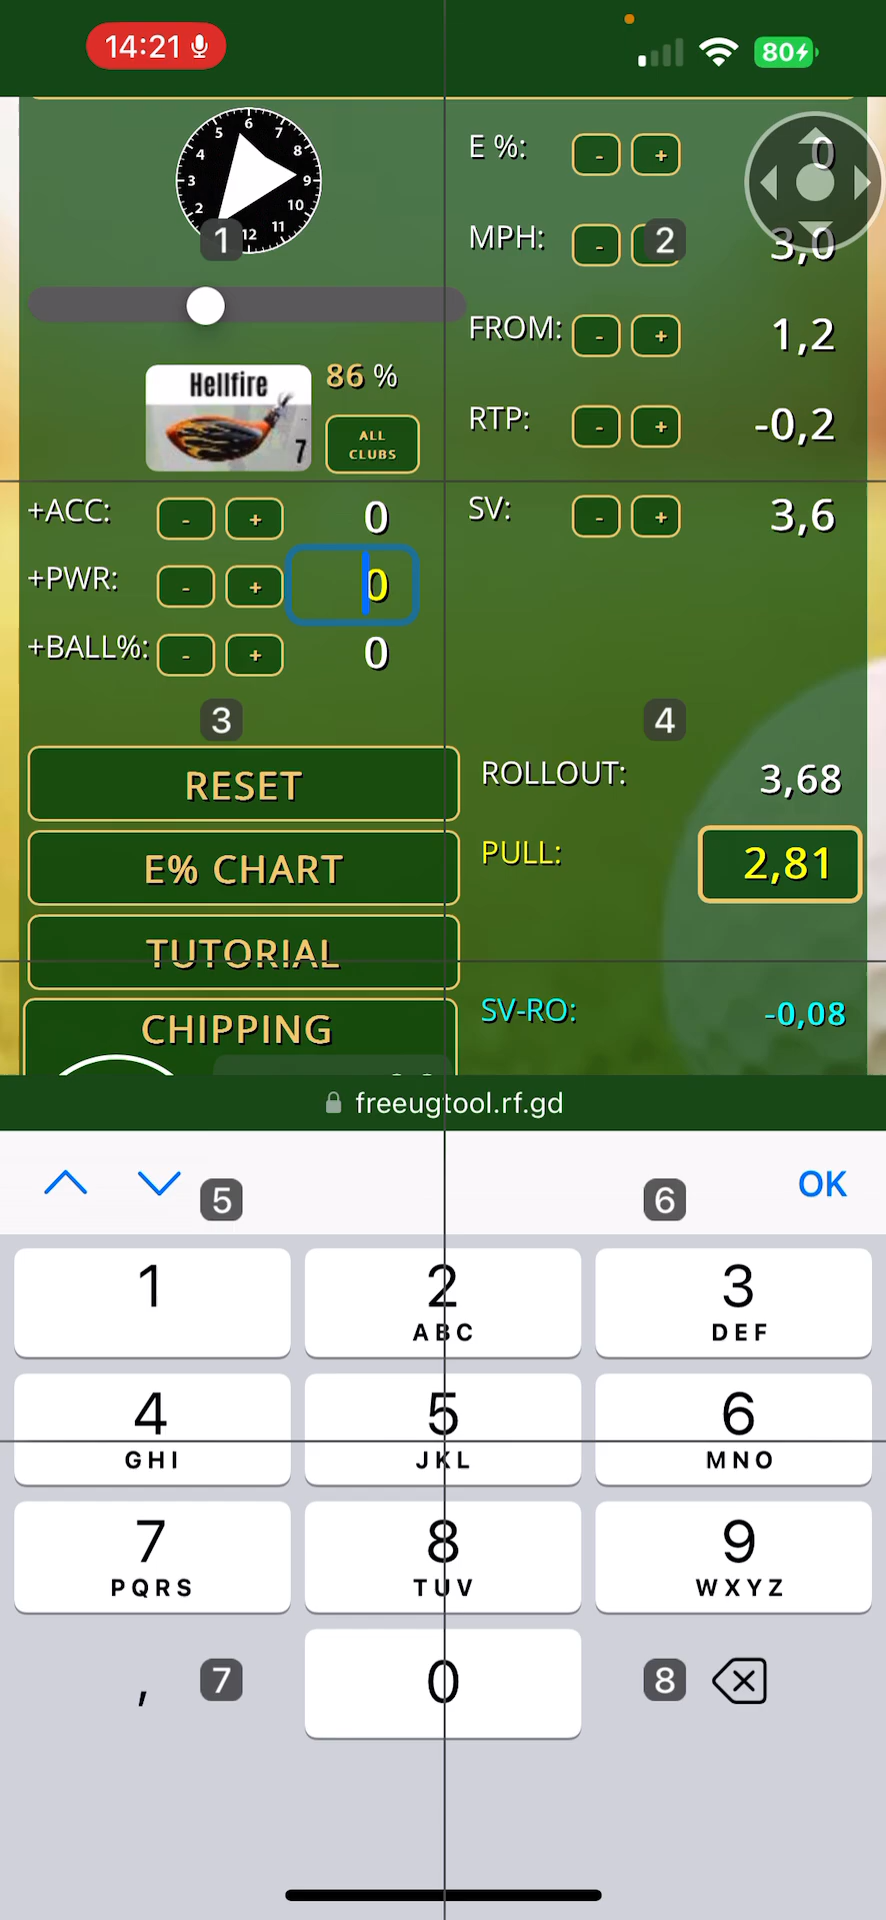 14:21
80
6
5 7
4 8
3 9
2 10
12 11
1
Hellfire
7
86 %
ALL
CLUBS
+ACC: - + 0
+PWR: - + 0
+BALL%: - + 0
3
RESET
E% CHART
TUTORIAL
CHIPPING
E %: - + 0
MPH: - 2 3,0
FROM: - + 1,2
RTP: - + -0,2
SV: - + 3,6
4
ROLLOUT: 3,68
PULL: 2,81
SV-RO: -0,08
freeugtool.rf.gd
5 6 OK
1 2 3
ABC DEF
4 5 6
GHI JKL MNO
7 8 9
PQRS TUV WXYZ
, 7 0 8